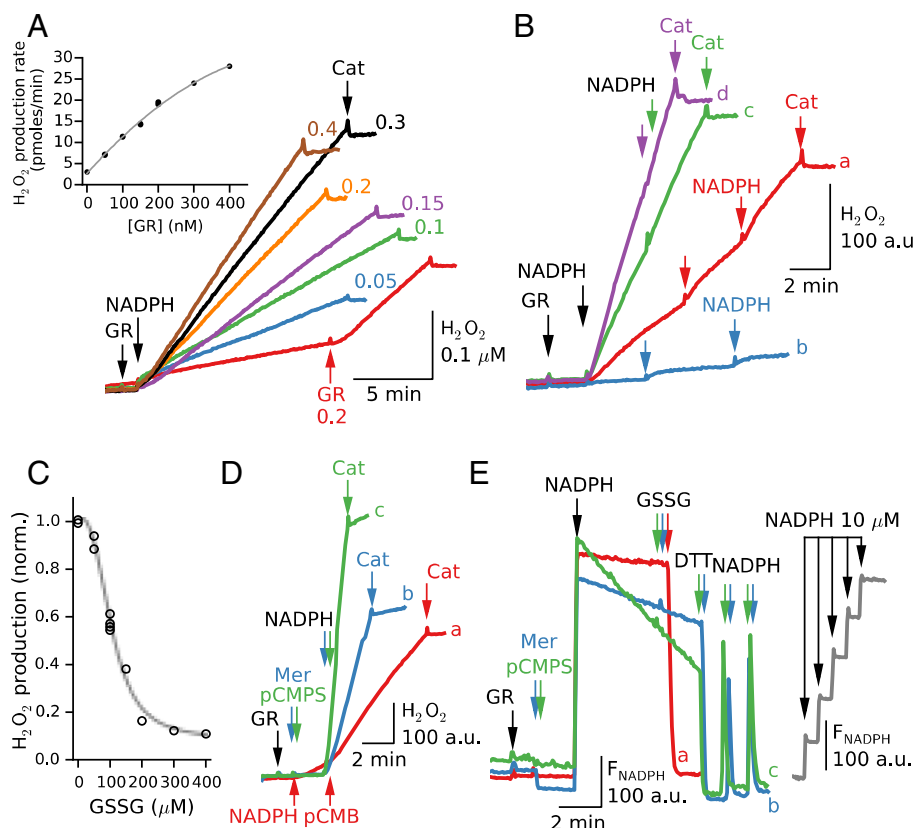 A
H₂O₂ production rate
(pmoles/min)
30
25
20
15
10
5
0
0 100 200 300 400
[GR] (nM)
Cat
0.4
0.3
0.2
0.15
0.1
0.05
NADPH
GR
GR
0.2
H₂O₂
0.1 μM
5 min
B
Cat Cat
NADPH
d
c
Cat
a
NADPH
NADPH
GR
NADPH
b
H₂O₂
100 a.u.
2 min
C
H₂O₂ production (norm.)
1.0
0.8
0.6
0.4
0.2
0.0
0 100 200 300 400
GSSG (μM)
D
Cat
c
Cat
Cat
b
a
NADPH
Mer
pCMPS
GR
H₂O₂
100 a.u.
2 min
NADPH pCMB
E
NADPH
GSSG
DTT NADPH
Mer
pCMPS
GR
a
c
b
F_NADPH
100 a.u.
2 min
NADPH 10 μM
F_NADPH
100 a.u.